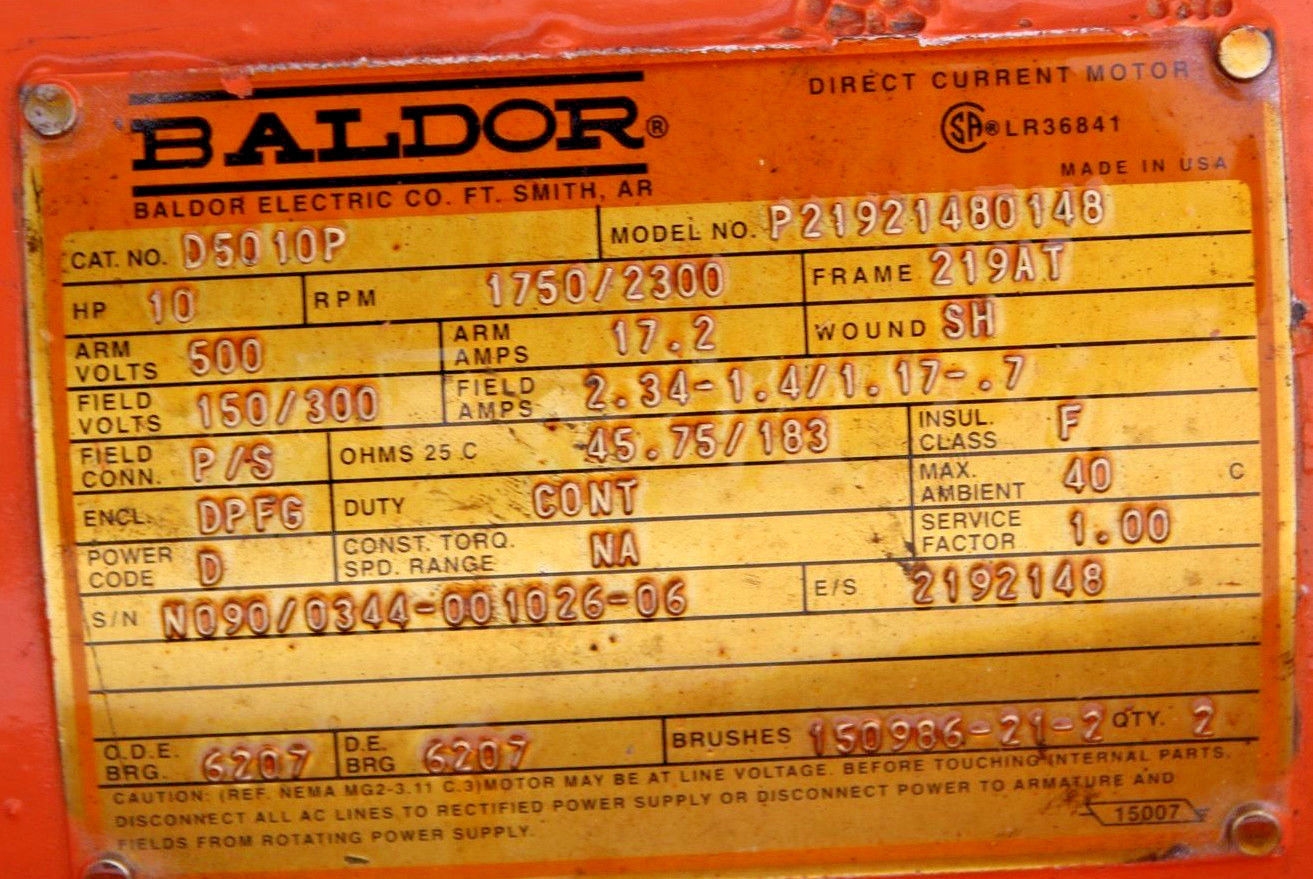 BALDOR®
BALDOR ELECTRIC CO. FT. SMITH, AR
DIRECT CURRENT MOTOR
SA® LR36841
MADE IN USA
CAT. NO. D5010P MODEL NO. P21921480148
HP 10 RPM 1750/2300 FRAME 219AT
ARM VOLTS 500 ARM AMPS 17.2 WOUND SH
FIELD VOLTS 150/300 FIELD AMPS 2.34-1.4/1.17-.7
FIELD CONN. P/S OHMS 25 C 45.75/183 INSUL. CLASS F
ENCL. DPFG DUTY CONT MAX. AMBIENT 40 C
POWER CODE D CONST. TORQ. SPD. RANGE NA SERVICE FACTOR 1.00
S/N N090/0344-001026-06 E/S 2192148
O.D.E. BRG. 6207 D.E. BRG 6207 BRUSHES 150986-21-2 QTY. 2
CAUTION: (REF. NEMA MG2-3.11 C.3) MOTOR MAY BE AT LINE VOLTAGE. BEFORE TOUCHING INTERNAL PARTS,
DISCONNECT ALL AC LINES TO RECTIFIED POWER SUPPLY OR DISCONNECT POWER TO ARMATURE AND
FIELDS FROM ROTATING POWER SUPPLY.
15007